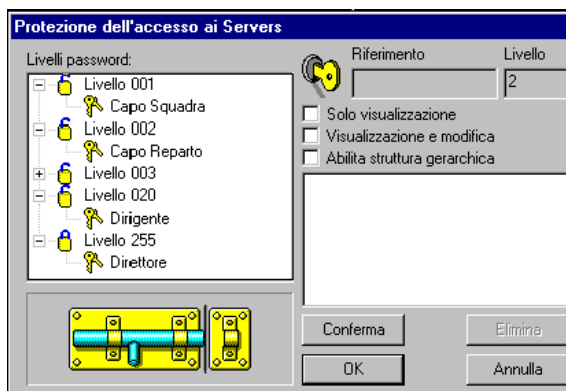 Protezione dell'accesso ai Servers
Livelli password:
Livello 001
Capo Squadra
Livello 002
Capo Reparto
Livello 003
Livello 020
Dirigente
Livello 255
Direttore
Riferimento
Livello
2
Solo visualizzazione
Visualizzazione e modifica
Abilita struttura gerarchica
Conferma
Elimina
OK
Annulla